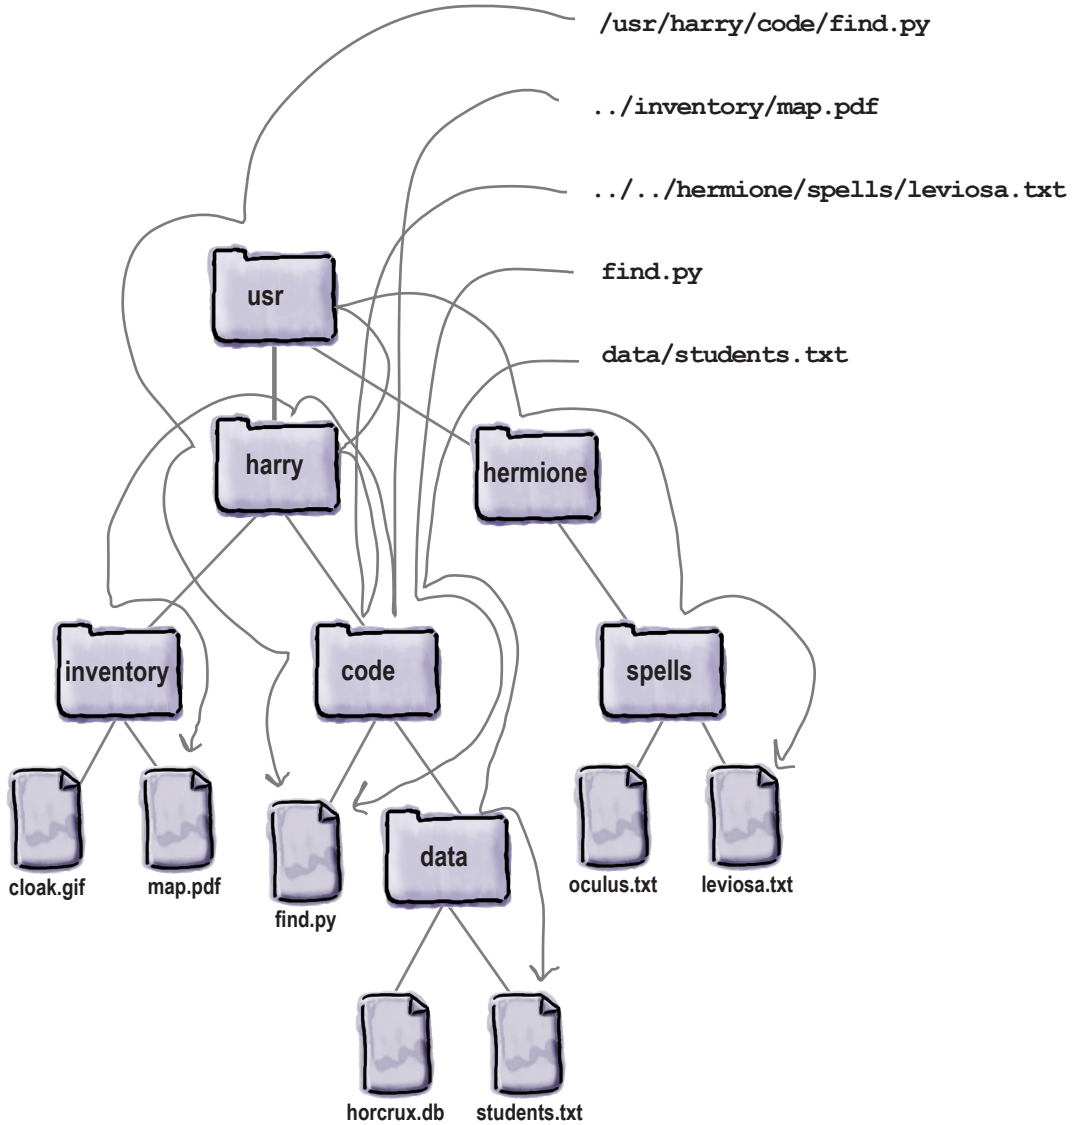 /usr/harry/code/find.py
../inventory/map.pdf
../../hermione/spells/leviosa.txt
find.py
usr
data/students.txt
harry
hermione
inventory
code
spells
data
cloak.gif
map.pdf
find.py
oculus.txt
leviosa.txt
horcrux.db
students.txt